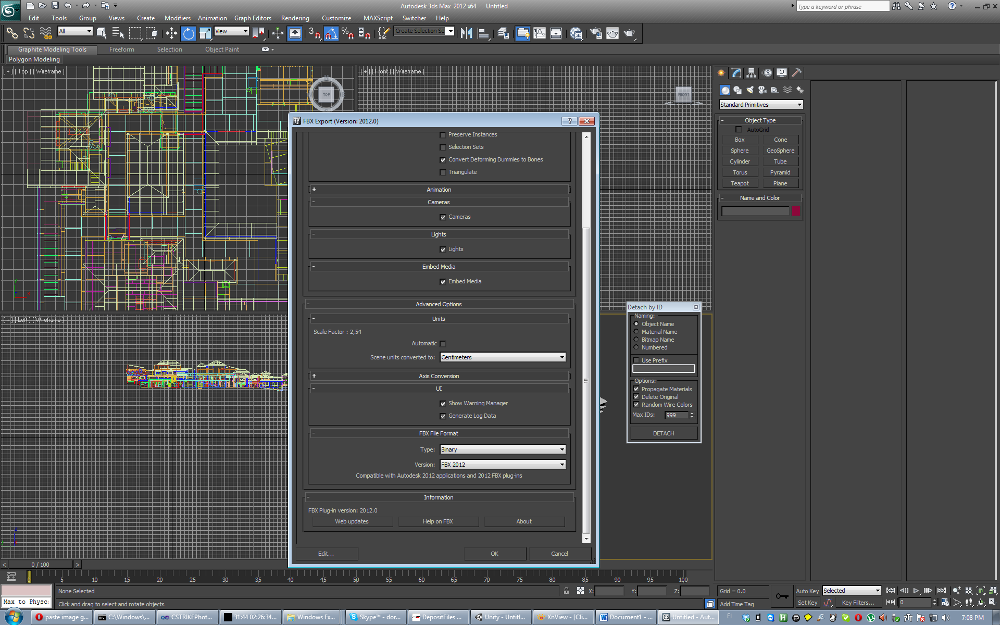 Autodesk 3ds Max 2012 x64 Untitled
Type a keyword or phrase
Edit Tools Group Views Create Modifiers Animation Graph Editors Rendering Customize MAXScript Switcher Help
All
View
3
Create Selection Se
Graphite Modeling Tools Freeform Selection Object Paint
Polygon Modeling
[ + ] [ Top ] [ Wireframe ]
TOP
[ + ] [ Front ] [ Wireframe ]
FRONT
[ + ] [ Left ] [ Wireframe ]
FBX Export (Version: 2012.0)
Preserve Instances
Selection Sets
Convert Deforming Dummies to Bones
Triangulate
+ Animation
- Cameras
Cameras
- Lights
Lights
- Embed Media
Embed Media
- Advanced Options
- Units
Scale Factor : 2,54
Automatic
Scene units converted to: Centimeters
+ Axis Conversion
- UI
Show Warning Manager
Generate Log Data
- FBX File Format
Type: Binary
Version: FBX 2012
Compatible with Autodesk 2012 applications and 2012 FBX plug-ins
- Information
FBX Plug-in version: 2012.0
Web updates Help on FBX About
Edit... OK Cancel
Detach by ID
Naming:
Object Name
Material Name
Bitmap Name
Numbered
Use Prefix
Options:
Propagate Materials
Delete Original
Random Wire Colors
Max IDs: 999
DETACH
Standard Primitives
- Object Type
AutoGrid
Box Cone
Sphere GeoSphere
Cylinder Tube
Torus Pyramid
Teapot Plane
- Name and Color
< 0 / 100 >
0 5 10 15 20 25 30 35 40 45 50 55 60 65 70 75 80 85 90 95 100
None Selected
X: Y: Z: Grid = 0.0
Auto Key Selected
Max to Physc:
Click and drag to select and rotate objects
Add Time Tag
Set Key Key Filters... 0
paste image g... C:\Windows\... CSTRIKEPhot... 31:44 02:26:34... Windows Ex... Skype™ - dor... DepositFiles ... Unity - Untitl... XnView - [Cli... Document1 - ... Untitled - Aut...
FI
7:08 PM